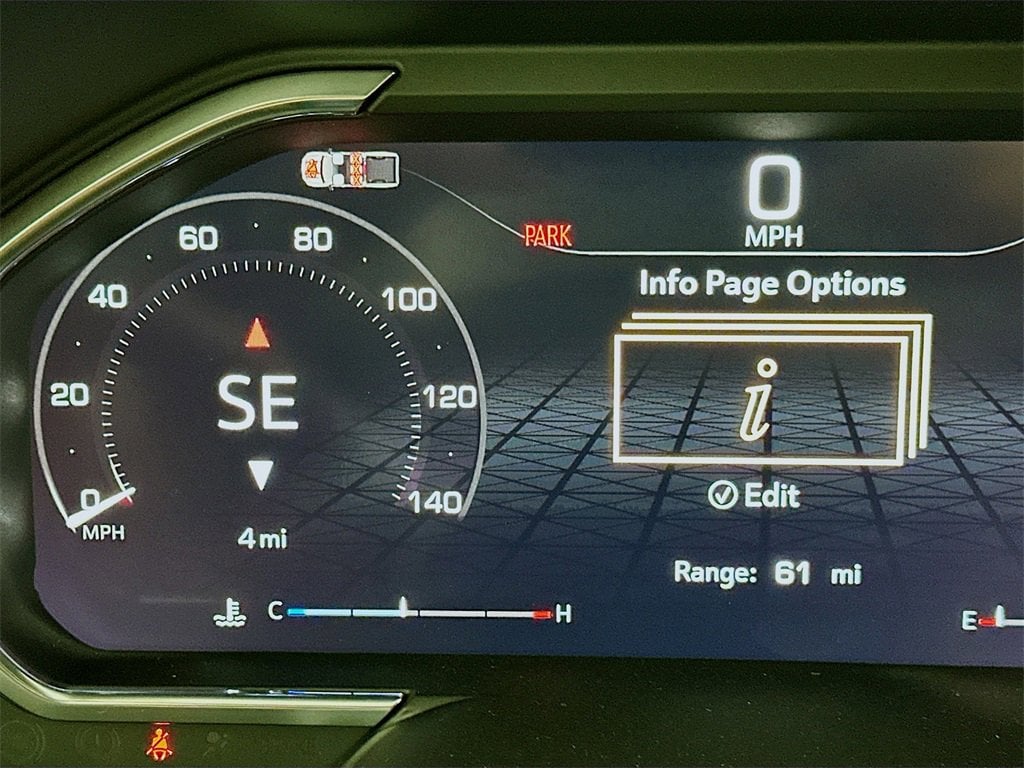 0
MPH
PARK
Info Page Options
60
80
40
100
20
120
0
140
MPH
SE
4 mi
i
Edit
Range: 61 mi
C
H
E